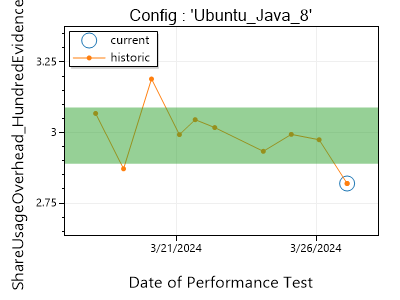 Config : 'Ubuntu_Java_8'
current
historic
ShareUsageOverhead_HundredEvidence
3.25
3
2.75
3/21/2024
3/26/2024
Date of Performance Test